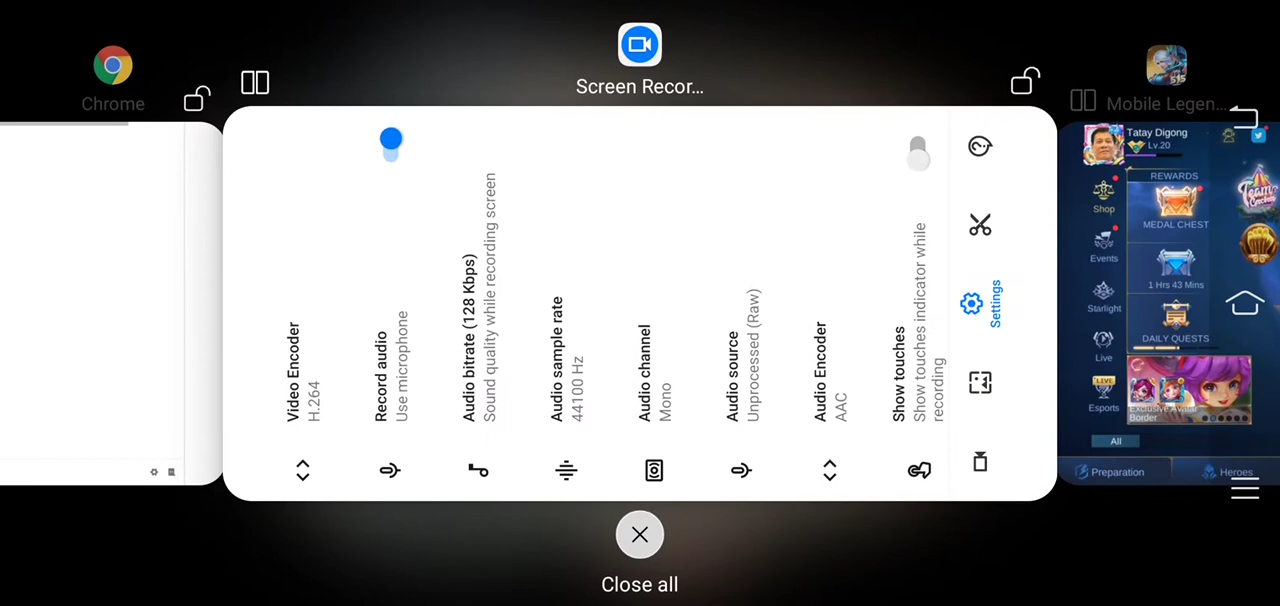 Chrome
Screen Recor...
Mobile Legen...
Video Encoder
H.264
Record audio
Use microphone
Audio bitrate (128 Kbps)
Sound quality while recording screen
Audio sample rate
44100 Hz
Audio channel
Mono
Audio source
Unprocessed (Raw)
Audio Encoder
AAC
Show touches
Show touches indicator while
recording
Settings
Tatay Digong
Lv.20
Shop
Events
Starlight
Live
LIVE
Esports
REWARDS
MEDAL CHEST
1 Hrs 43 Mins
DAILY QUESTS
Exclusive Avatar
Border
All
Preparation
Heroes
515
Close all